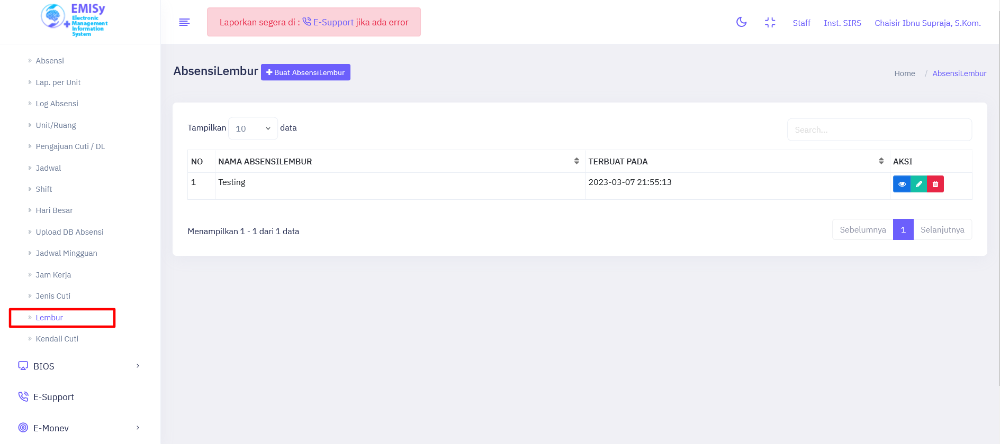 EMISy
Electronic
Management
Information
System
Laporkan segera di : E-Support jika ada error
Staff
Inst. SIRS
Chaisir Ibnu Supraja, S.Kom.
Absensi
Lap. per Unit
Log Absensi
Unit/Ruang
Pengajuan Cuti / DL
Jadwal
Shift
Hari Besar
Upload DB Absensi
Jadwal Mingguan
Jam Kerja
Jenis Cuti
Lembur
Kendali Cuti
BIOS
E-Support
E-Monev
AbsensiLembur
Buat AbsensiLembur
Home / AbsensiLembur
Tampilkan 10 data
Search...
NO NAMA ABSENSILEMBUR TERBUAT PADA AKSI
1 Testing 2023-03-07 21:55:13
Menampilkan 1 - 1 dari 1 data
Sebelumnya 1 Selanjutnya